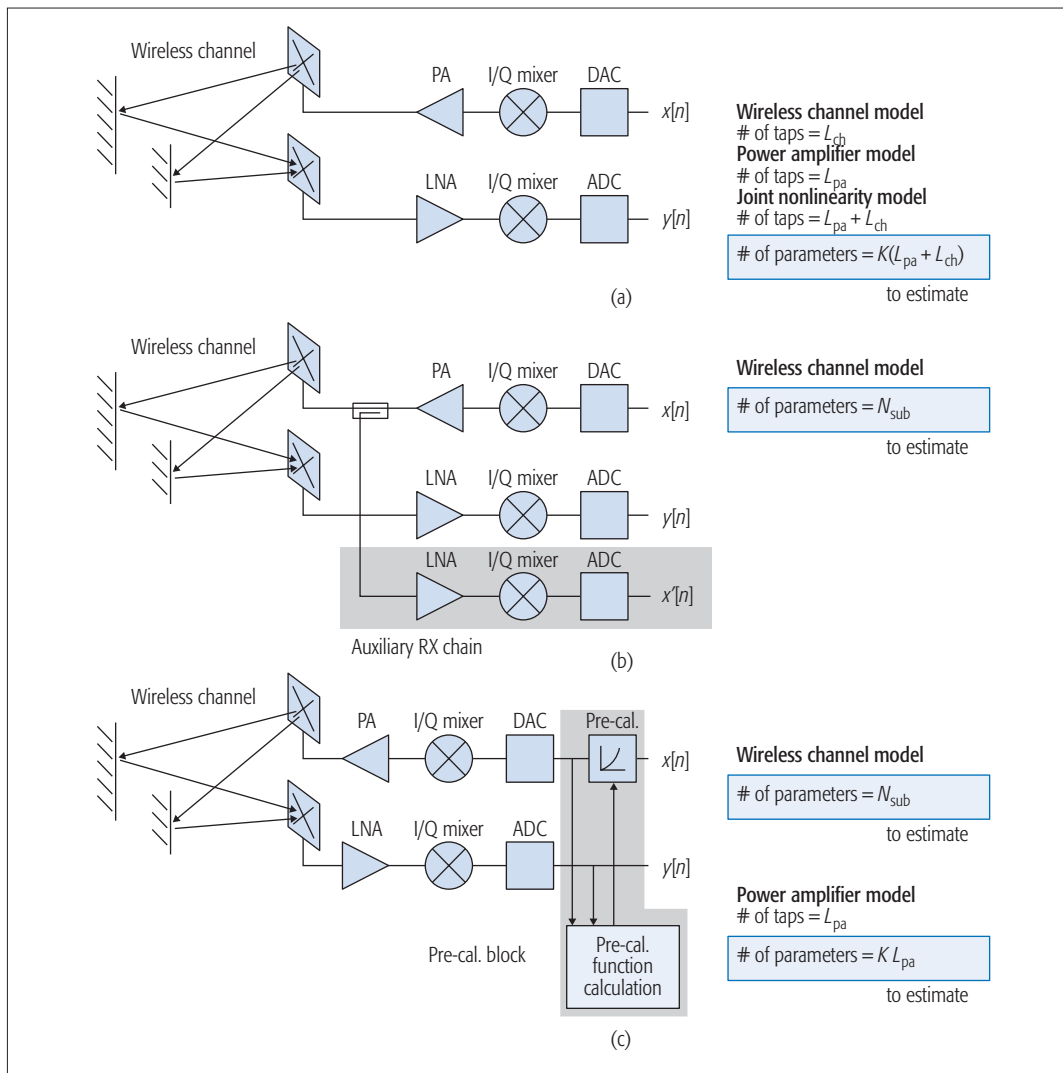 Wireless channel
PA
I/Q mixer
DAC
x[n]
LNA
I/Q mixer
ADC
y[n]
Wireless channel model
# of taps = L_ch
Power amplifier model
# of taps = L_pa
Joint nonlinearity model
# of taps = L_pa + L_ch
# of parameters = K(L_pa + L_ch)
to estimate
(a)
Wireless channel
PA
I/Q mixer
DAC
x[n]
LNA
I/Q mixer
ADC
y[n]
LNA
I/Q mixer
ADC
x′[n]
Auxiliary RX chain
Wireless channel model
# of parameters = N_sub
to estimate
(b)
Wireless channel
PA
I/Q mixer
DAC
Pre-cal.
x[n]
LNA
I/Q mixer
ADC
y[n]
Pre-cal. block
Pre-cal.
function
calculation
Wireless channel model
# of parameters = N_sub
to estimate
Power amplifier model
# of taps = L_pa
# of parameters = K L_pa
to estimate
(c)